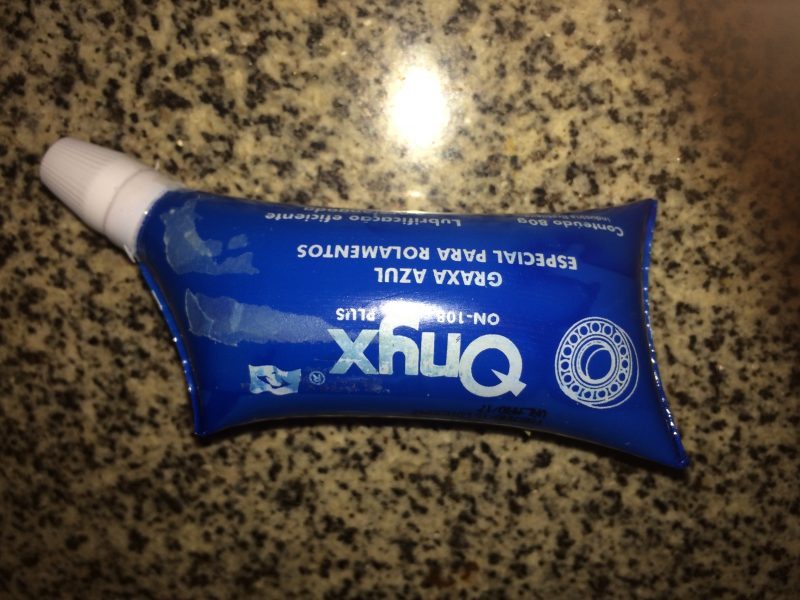 Onyx®
ON-108 PLUS
GRAXA AZUL
ESPECIAL PARA ROLAMENTOS
Lubrificação eficiente
Conteúdo 80g